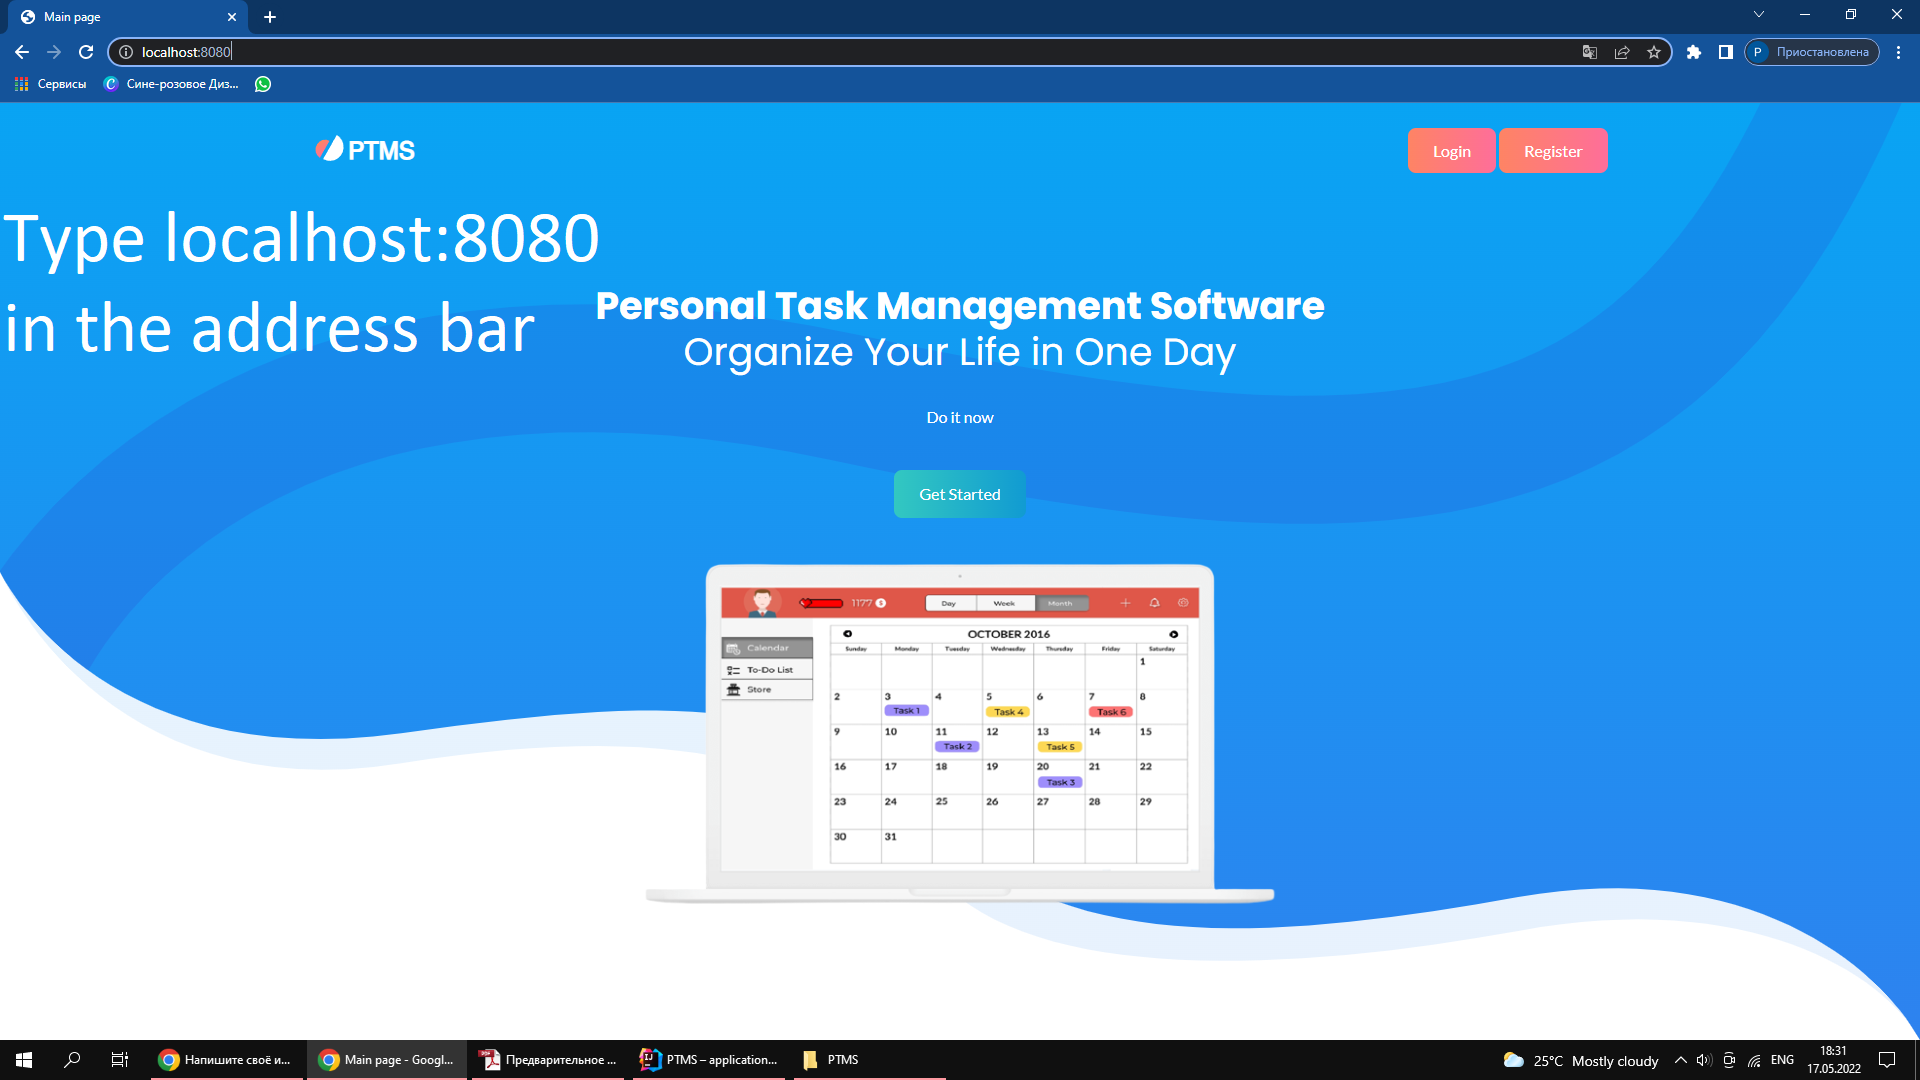 Main page
localhost:8080
P Приостановлена
Сервисы
Сине-розовое Диз...
PTMS
Login
Register
Type localhost:8080
in the address bar
Personal Task Management Software
Organize Your Life in One Day
Do it now
Get Started
1177
Day Week Month
Calendar
To-Do List
Store
OCTOBER 2016
Sunday Monday Tuesday Wednesday Thursday Friday Saturday
1
2 3 4 5 6 7 8
Task 1 Task 4 Task 6
9 10 11 12 13 14 15
Task 2 Task 5
16 17 18 19 20 21 22
Task 3
23 24 25 26 27 28 29
30 31
Напишите своё и...
Main page - Googl...
Предварительное ...
PTMS – application...
PTMS
25°C Mostly cloudy
ENG
18:31
17.05.2022